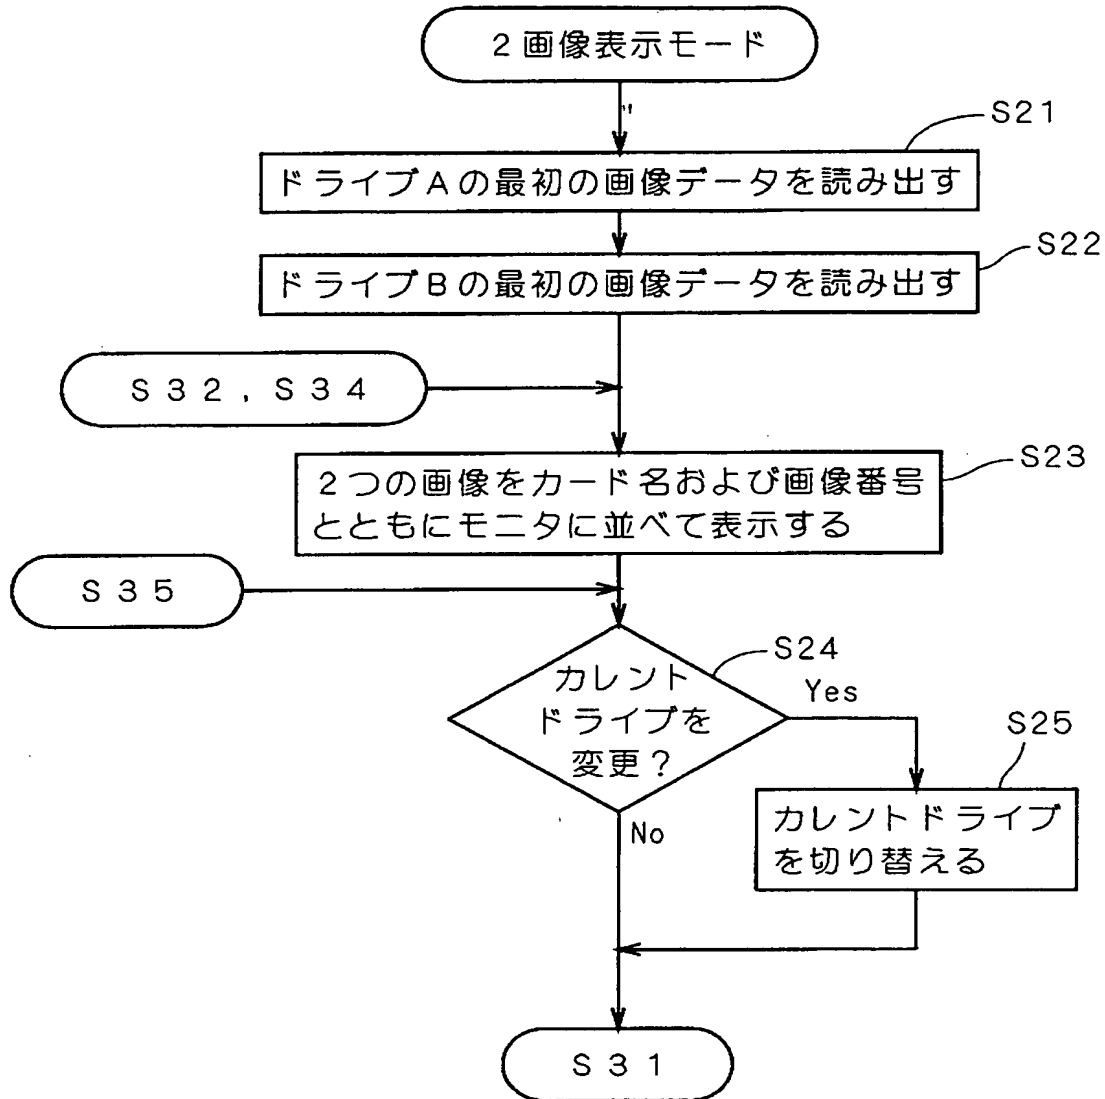 2画像表示モード
S21
ドライブAの最初の画像データを読み出す
S22
ドライブBの最初の画像データを読み出す
S32,S34
S23
2つの画像をカード名および画像番号
とともにモニタに並べて表示する
S35
S24
カレント
ドライブを
変更?
Yes
S25
カレントドライブ
を切り替える
No
S31